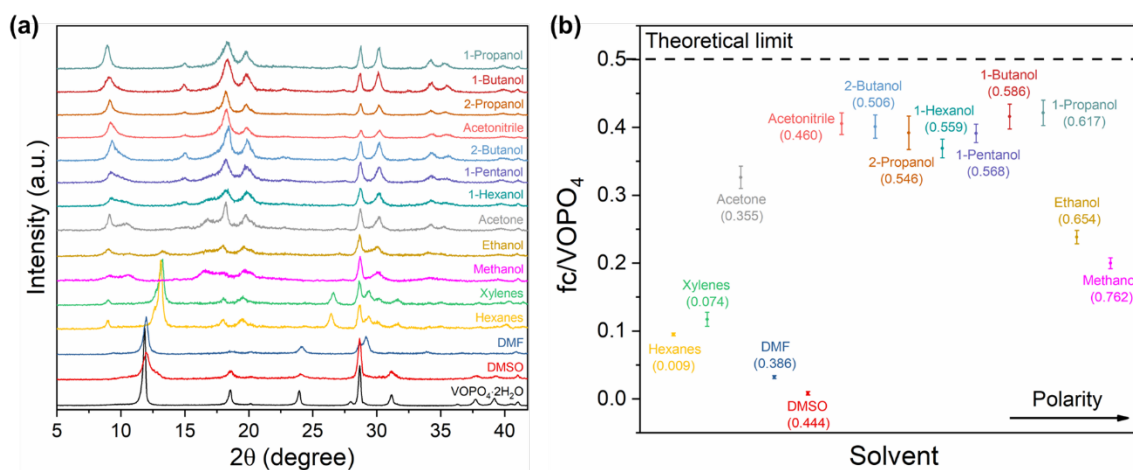 (a)
Intensity (a.u.)
1-Propanol
1-Butanol
2-Propanol
Acetonitrile
2-Butanol
1-Pentanol
1-Hexanol
Acetone
Ethanol
Methanol
Xylenes
Hexanes
DMF
DMSO
VOPO₄·2H₂O
5 10 15 20 25 30 35 40
2θ (degree)
(b)
fc/VOPO₄
0.5
0.4
0.3
0.2
0.1
0.0
Theoretical limit
Hexanes
(0.009)
Xylenes
(0.074)
Acetone
(0.355)
DMF
(0.386)
DMSO
(0.444)
Acetonitrile
(0.460)
2-Butanol
(0.506)
2-Propanol
(0.546)
1-Hexanol
(0.559)
1-Pentanol
(0.568)
1-Butanol
(0.586)
1-Propanol
(0.617)
Ethanol
(0.654)
Methano
(0.762)
Polarity
Solvent